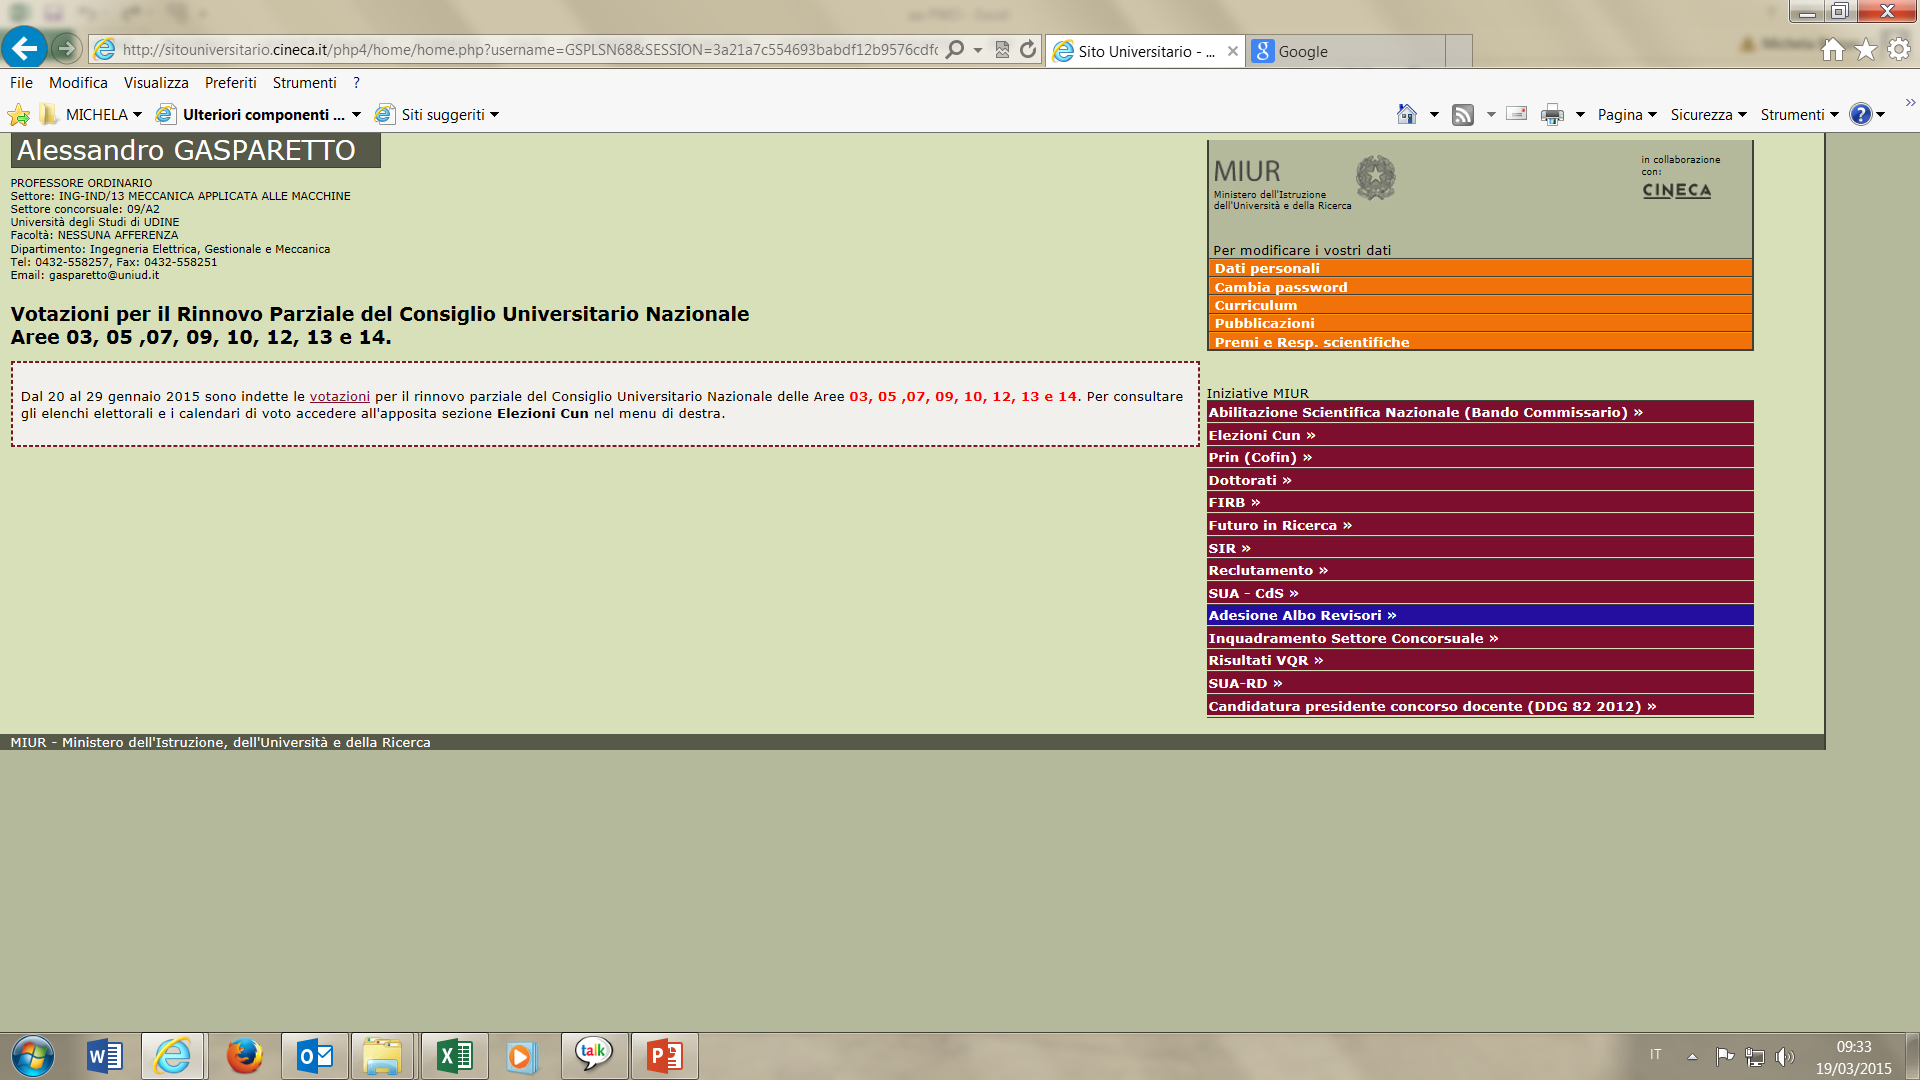 http://sitouniversitario.cineca.it/php4/home/home.php?username=GSPLSN68&SESSION=3a21a7c554693babdf12b9576cdfc
Sito Universitario - ...
Google
File Modifica Visualizza Preferiti Strumenti ?
MICHELA Ulteriori componenti ... Siti suggeriti
Pagina Sicurezza Strumenti
Alessandro GASPARETTO
PROFESSORE ORDINARIO
Settore: ING-IND/13 MECCANICA APPLICATA ALLE MACCHINE
Settore concorsuale: 09/A2
Università degli Studi di UDINE
Facoltà: NESSUNA AFFERENZA
Dipartimento: Ingegneria Elettrica, Gestionale e Meccanica
Tel: 0432-558257, Fax: 0432-558251
Email: gasparetto@uniud.it
Votazioni per il Rinnovo Parziale del Consiglio Universitario Nazionale
Aree 03, 05 ,07, 09, 10, 12, 13 e 14.
Dal 20 al 29 gennaio 2015 sono indette le votazioni per il rinnovo parziale del Consiglio Universitario Nazionale delle Aree 03, 05 ,07, 09, 10, 12, 13 e 14. Per consultare
gli elenchi elettorali e i calendari di voto accedere all'apposita sezione Elezioni Cun nel menu di destra.
MIUR
Ministero dell'Istruzione
dell'Università e della Ricerca
in collaborazione
con:
CINECA
Per modificare i vostri dati
Dati personali
Cambia password
Curriculum
Pubblicazioni
Premi e Resp. scientifiche
Iniziative MIUR
Abilitazione Scientifica Nazionale (Bando Commissario) »
Elezioni Cun »
Prin (Cofin) »
Dottorati »
FIRB »
Futuro in Ricerca »
SIR »
Reclutamento »
SUA - CdS »
Adesione Albo Revisori »
Inquadramento Settore Concorsuale »
Risultati VQR »
SUA-RD »
Candidatura presidente concorso docente (DDG 82 2012) »
MIUR - Ministero dell'Istruzione, dell'Università e della Ricerca
talk
IT
09:33
19/03/2015